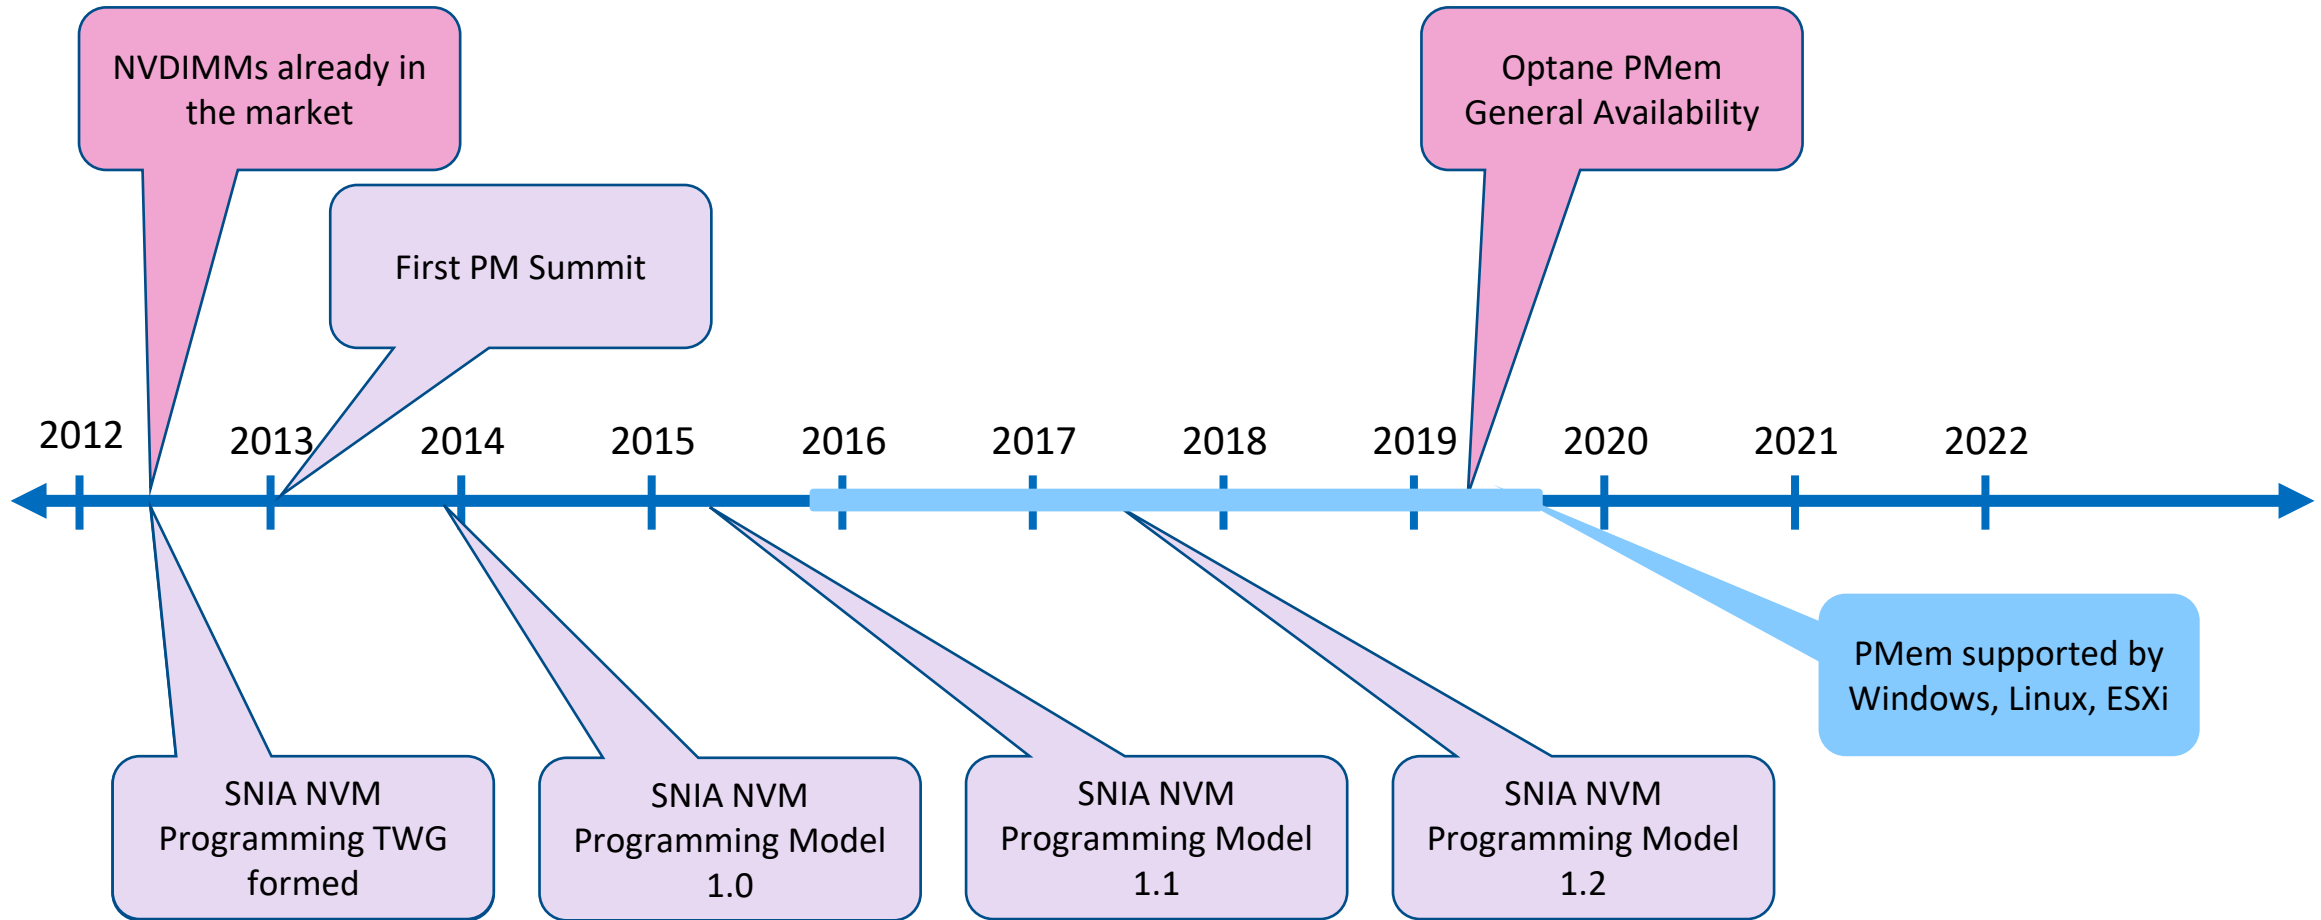 NVDIMMs already in
the market
Optane PMem
General Availability
First PM Summit
2012
2013
2014
2015
2016
2017
2018
2019
2020
2021
2022
PMem supported by
Windows, Linux, ESXi
SNIA NVM
Programming TWG
formed
SNIA NVM
Programming Model
1.0
SNIA NVM
Programming Model
1.1
SNIA NVM
Programming Model
1.2